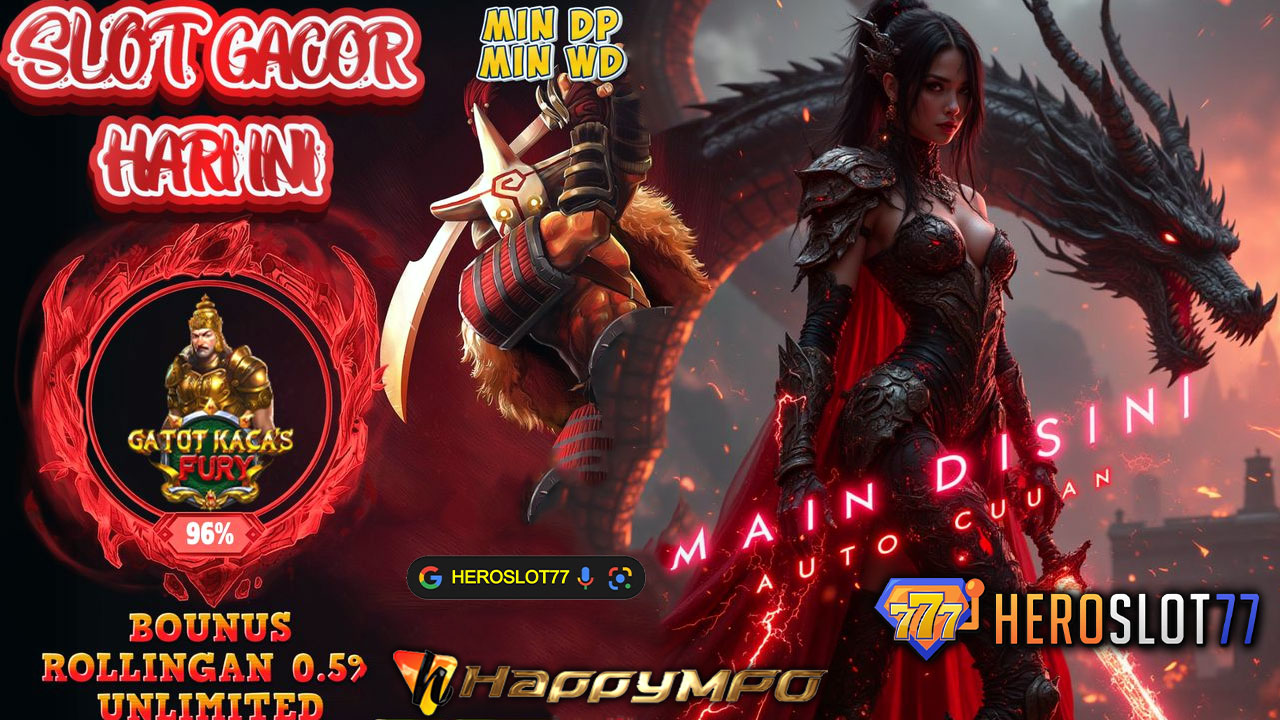 SLOT GACOR
HARI INI
MIN DP
MIN WD
GATOT KACA'S
FURY
96%
BOUNUS
ROLLINGAN 0.59
UNLIMITED
HEROSLOT77
HAPPYMPO
MAIN DISINI
AUTO CUUAN
777
HEROSLOT77